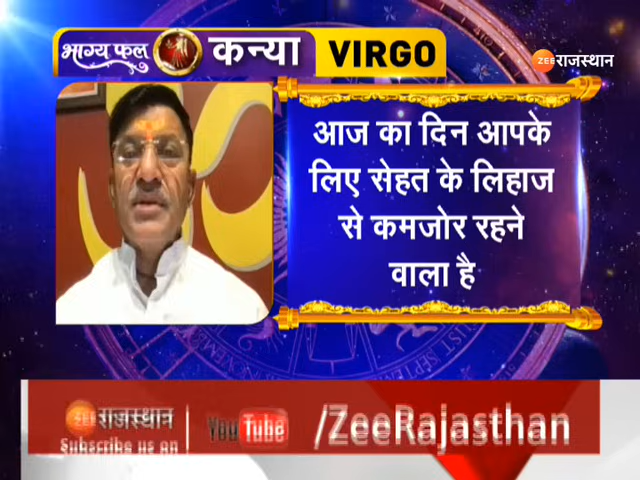 भाग्य फल
कन्या
VIRGO
ZEE राजस्थान
आज का दिन आपके
लिए सेहत के लिहाज
से कमजोर रहने
वाला है
ZEE राजस्थान
Subscribe us on
YouTube
/ZeeRajasthan